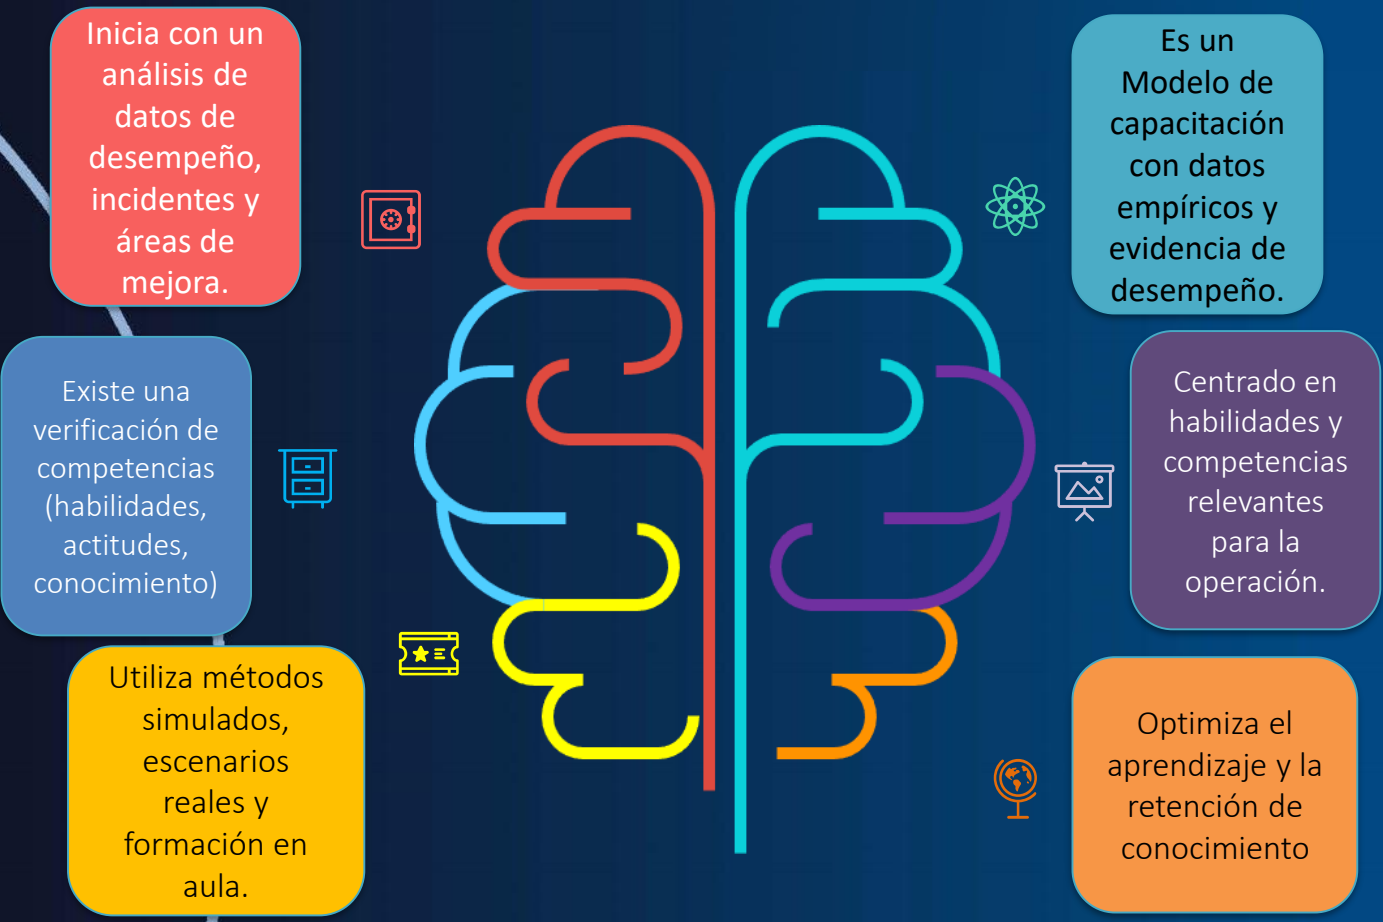 Inicia con un
análisis de
datos de
desempeño,
incidentes y
áreas de
mejora.
Es un
Modelo de
capacitación
con datos
empíricos y
evidencia de
desempeño.
Existe una
verificación de
competencias
(habilidades,
actitudes,
conocimiento)
Centrado en
habilidades y
competencias
relevantes
para la
operación.
Utiliza métodos
simulados,
escenarios
reales y
formación en
aula.
Optimiza el
aprendizaje y la
retención de
conocimiento